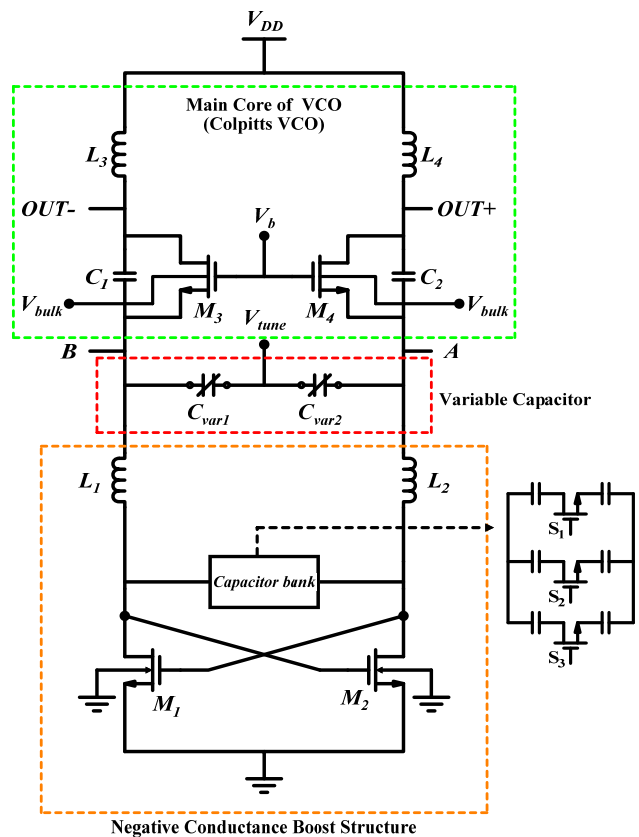 V_DD
Main Core of VCO
(Colpitts VCO)
L_3
L_4
OUT-
OUT+
V_b
C_1
C_2
V_bulk
V_bulk
M_3
M_4
V_tune
B
A
C_var1
C_var2
Variable Capacitor
L_1
L_2
S_1
Capacitor bank
S_2
S_3
M_1
M_2
Negative Conductance Boost Structure